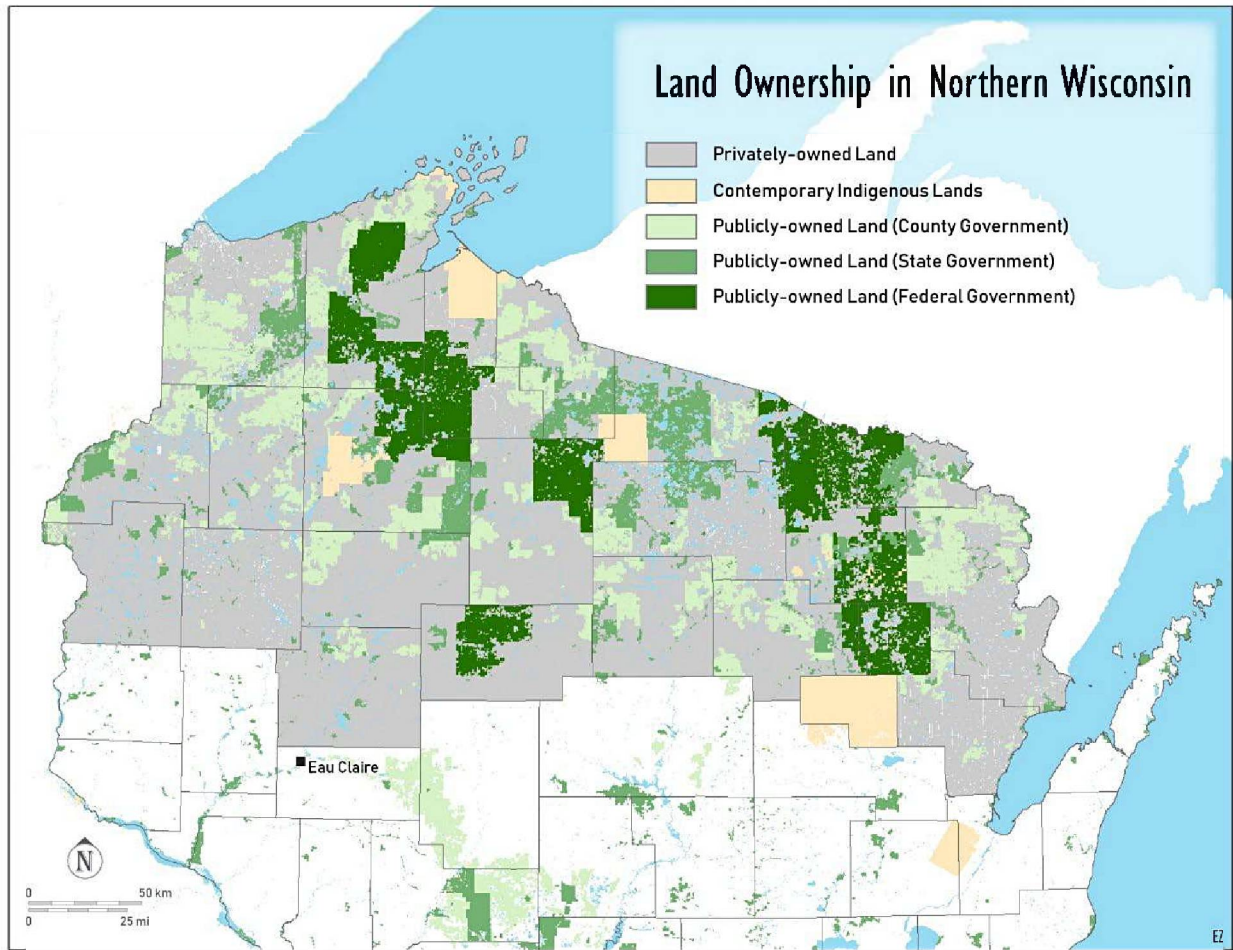 Land Ownership in Northern Wisconsin
Privately-owned Land
Contemporary Indigenous Lands
Publicly-owned Land (County Government)
Publicly-owned Land (State Government)
Publicly-owned Land (Federal Government)
Eau Claire
N
0 50 km
0 25 mi
EZ